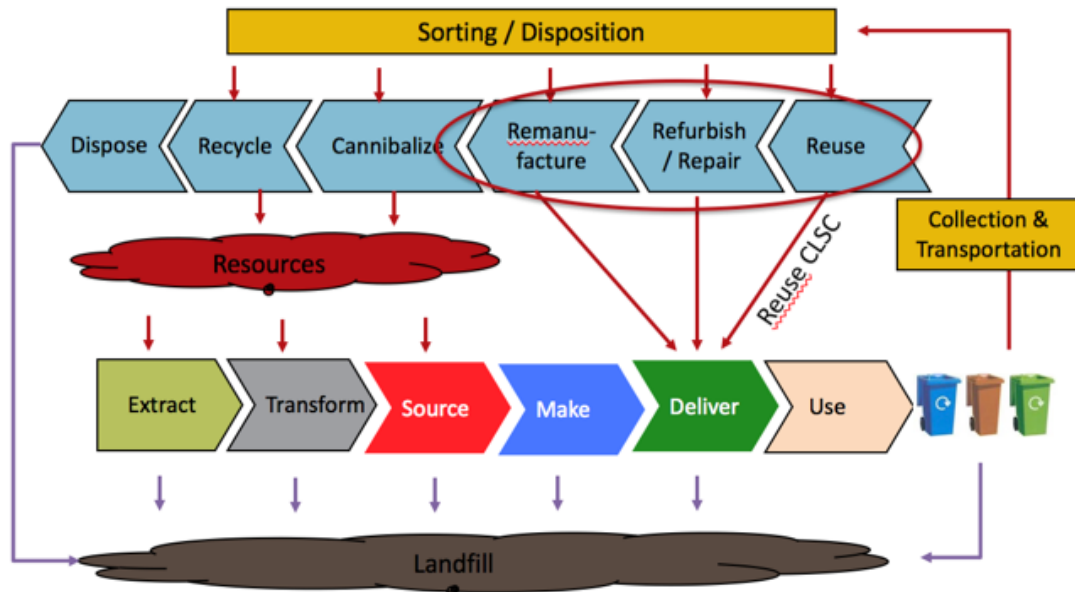 Sorting / Disposition
Dispose
Recycle
Cannibalize
Remanu-
facture
Refurbish
/ Repair
Reuse
Collection &
Transportation
Resources
Reuse CLSC
Extract
Transform
Source
Make
Deliver
Use
Landfill